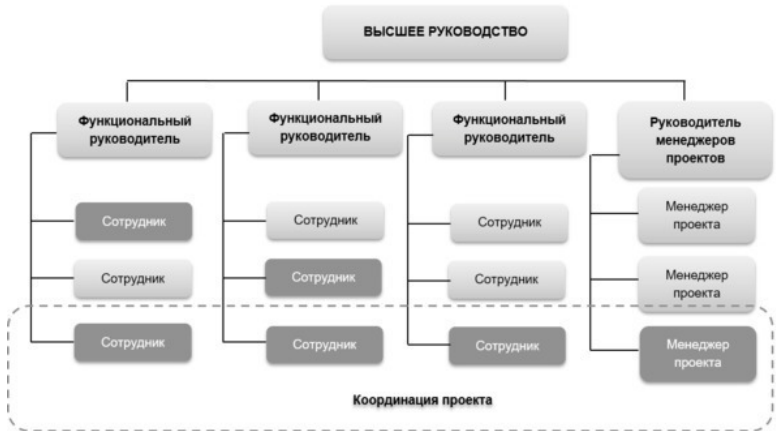 ВЫСШЕЕ РУКОВОДСТВО
Функциональный
руководитель
Функциональный
руководитель
Функциональный
руководитель
Руководитель
менеджеров
проектов
Сотрудник
Сотрудник
Сотрудник
Менеджер
проекта
Сотрудник
Сотрудник
Сотрудник
Менеджер
проекта
Сотрудник
Сотрудник
Сотрудник
Менеджер
проекта
Координация проекта